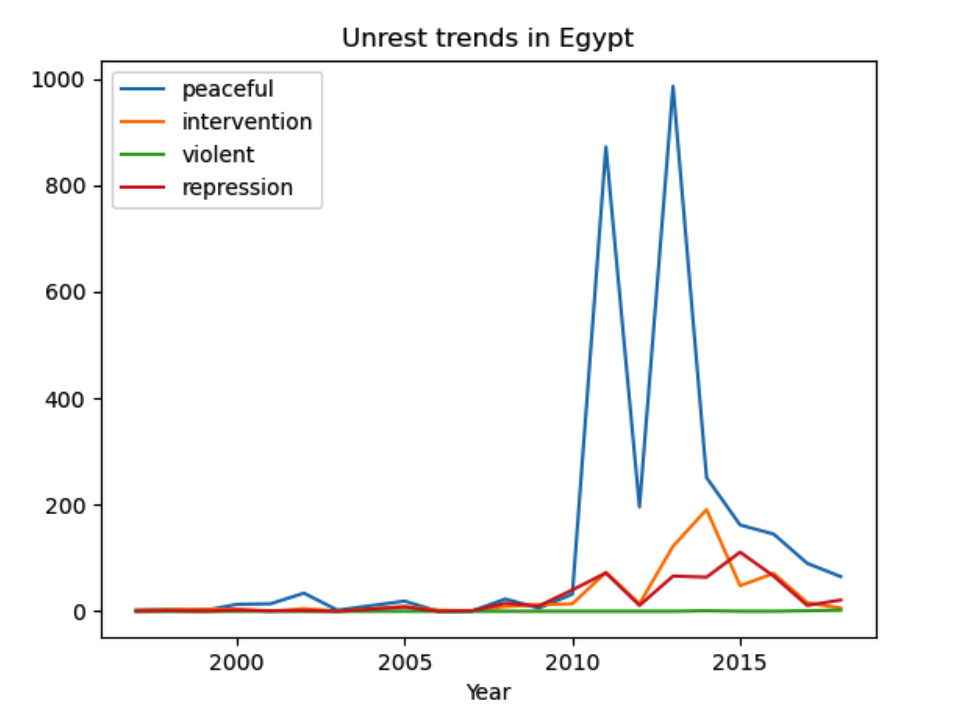 Unrest trends in Egypt
1000
800
600
400
200
0
peaceful
intervention
violent
repression
2000 2005 2010 2015
Year